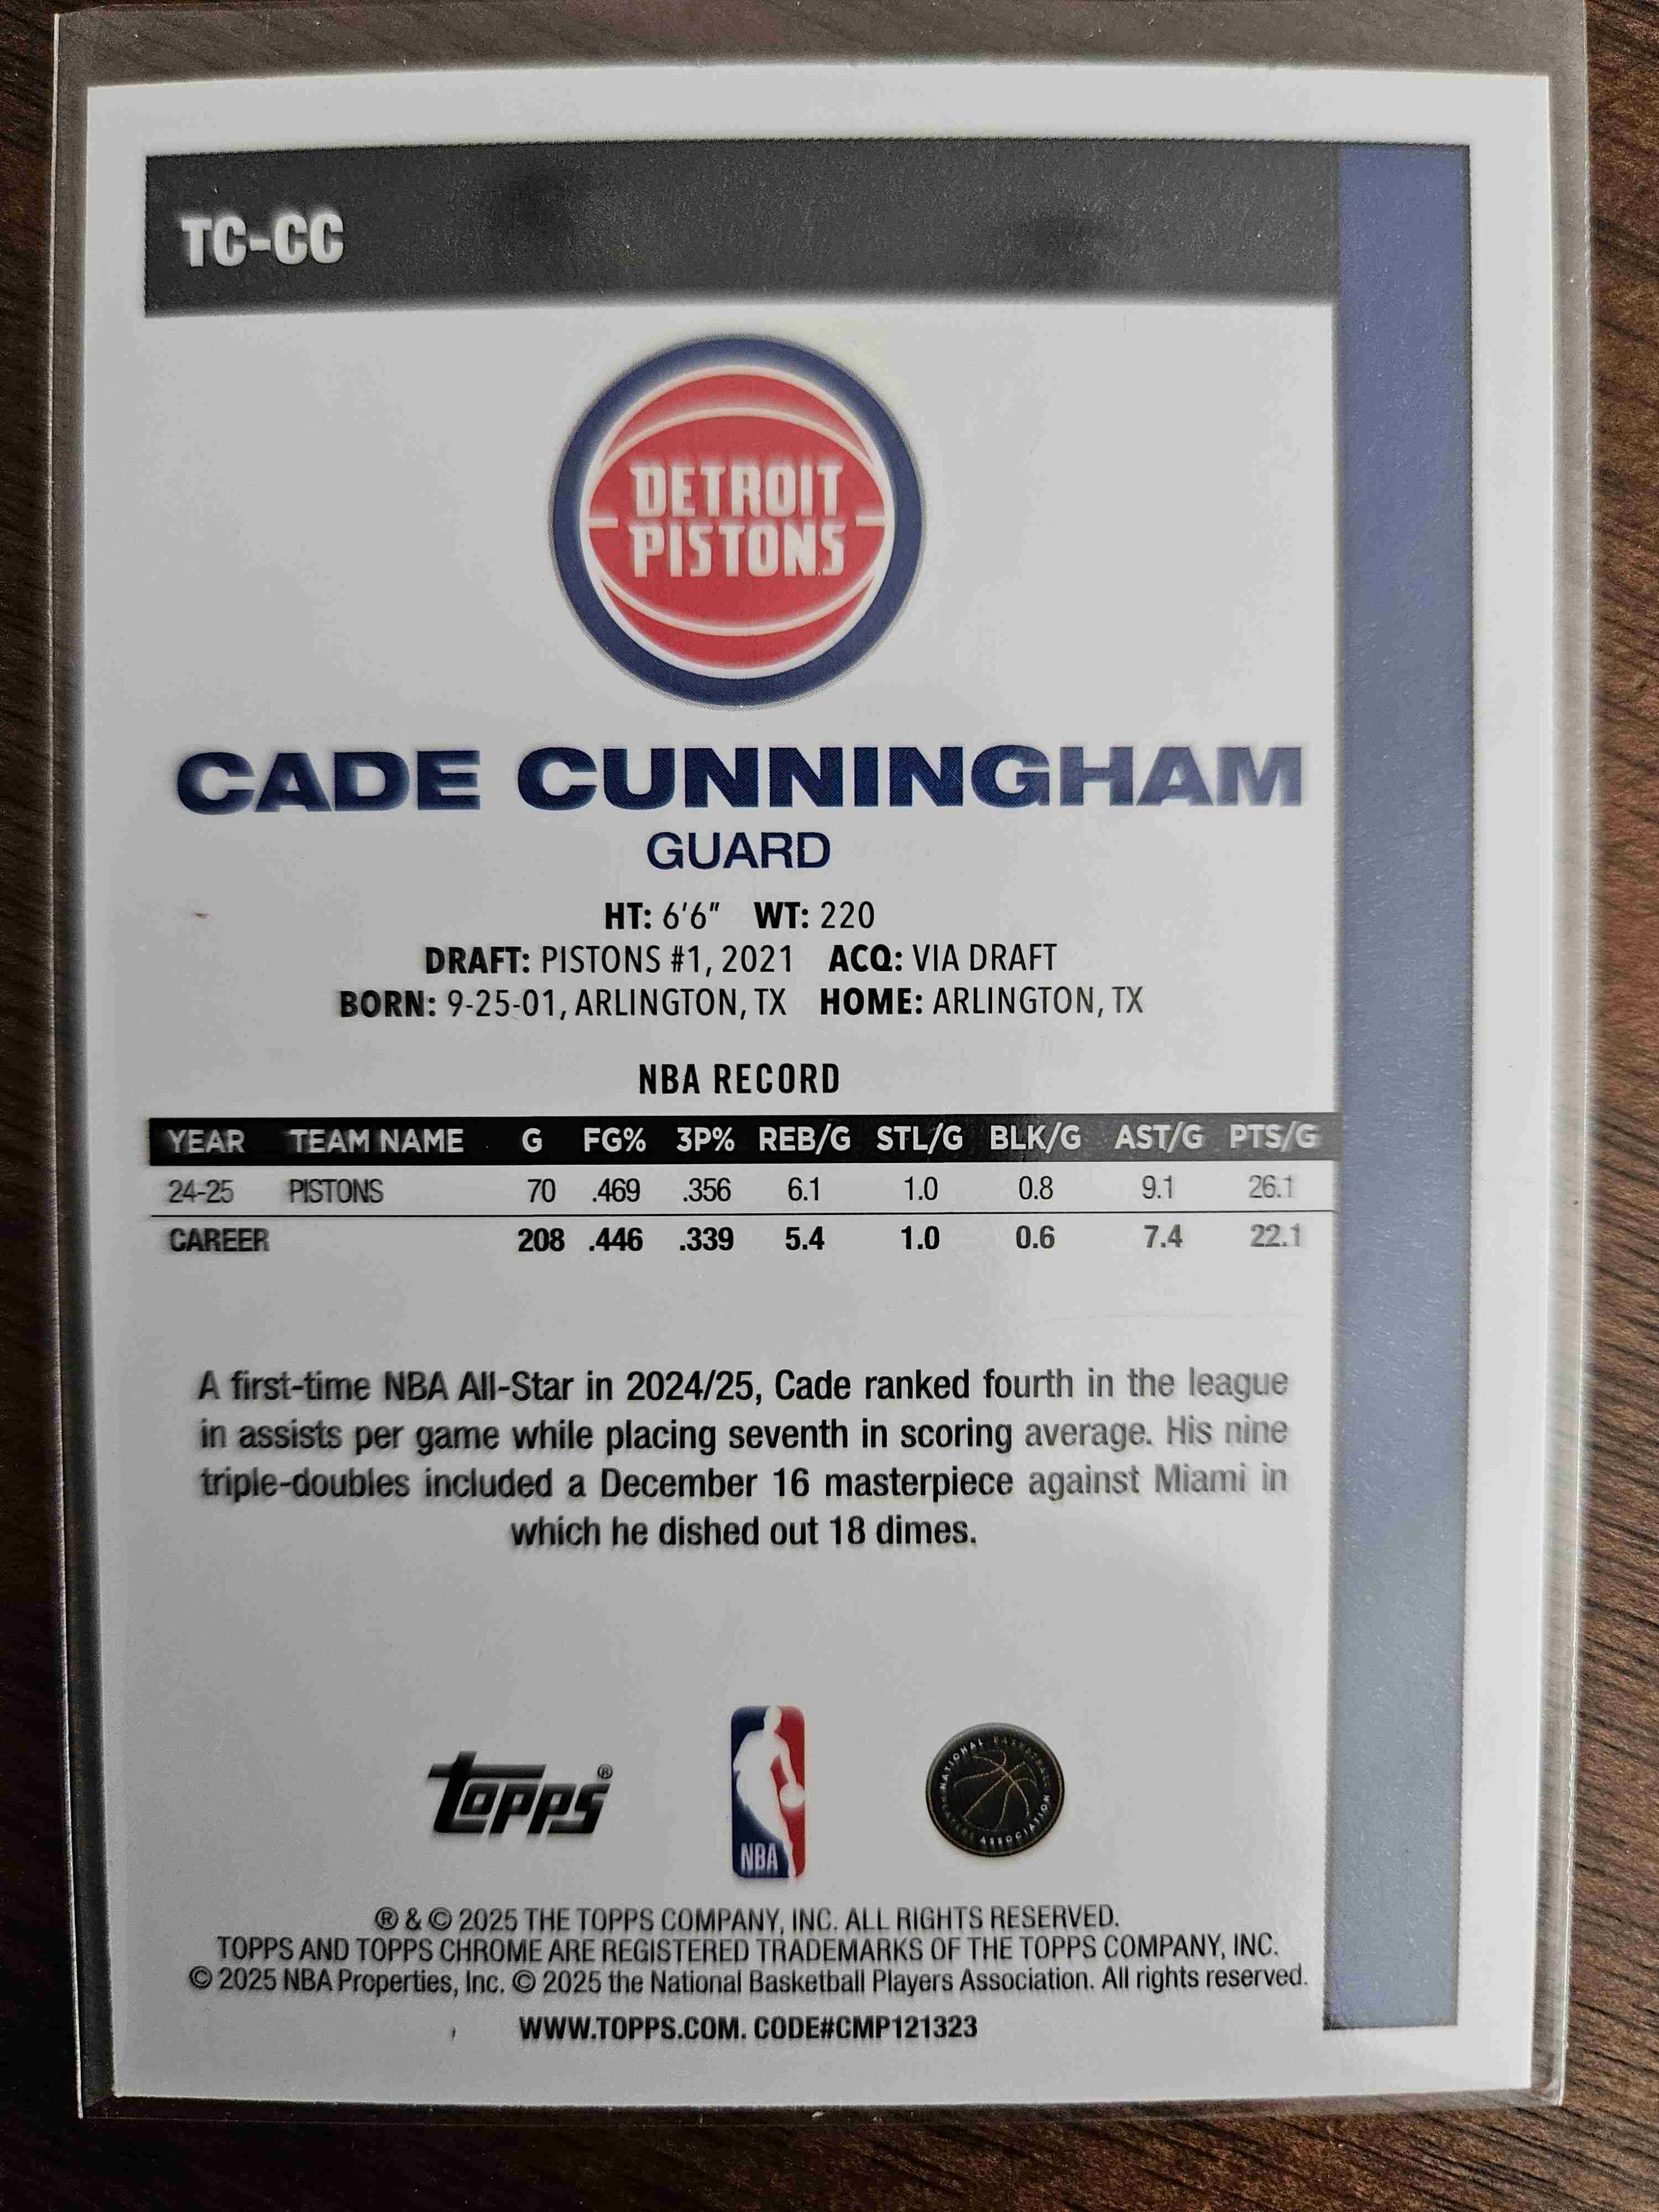 TC-CC
DETROIT
PISTONS
CADE CUNNINGHAM
GUARD
HT: 6'6" WT: 220
DRAFT: PISTONS #1, 2021 ACQ: VIA DRAFT
BORN: 9-25-01, ARLINGTON, TX HOME: ARLINGTON, TX
NBA RECORD
YEAR TEAM NAME G FG% 3P% REB/G STL/G BLK/G AST/G PTS/G
24-25 PISTONS 70 .469 .356 6.1 1.0 0.8 9.1 26.1
CAREER 208 .446 .339 5.4 1.0 0.6 7.4 22.1
A first-time NBA All-Star in 2024/25, Cade ranked fourth in the league
in assists per game while placing seventh in scoring average. His nine
triple-doubles included a December 16 masterpiece against Miami in
which he dished out 18 dimes.
topps®
NBA
NATIONAL BASKETBALL PLAYERS ASSOCIATION
® & © 2025 THE TOPPS COMPANY, INC. ALL RIGHTS RESERVED.
TOPPS AND TOPPS CHROME ARE REGISTERED TRADEMARKS OF THE TOPPS COMPANY, INC.
© 2025 NBA Properties, Inc. © 2025 the National Basketball Players Association. All rights reserved.
WWW.TOPPS.COM. CODE#CMP121323